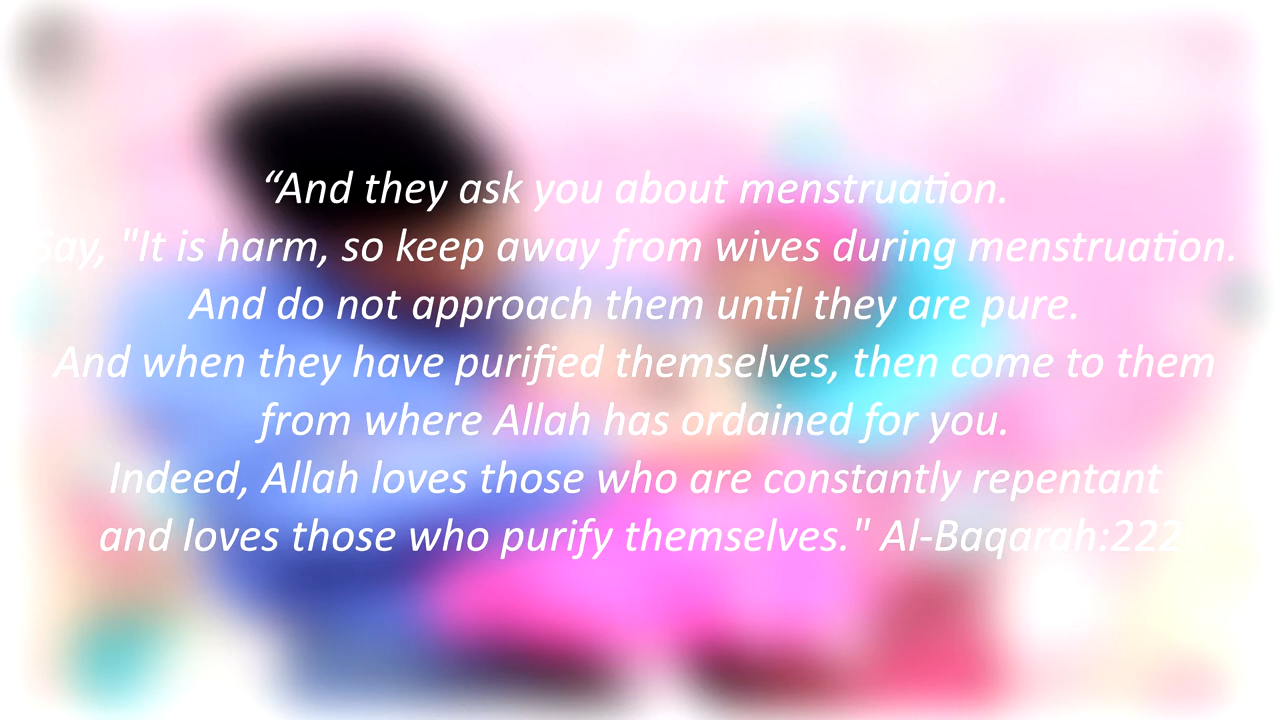 “And they ask you about menstruation.
Say, "It is harm, so keep away from wives during menstruation.
And do not approach them until they are pure.
And when they have purified themselves, then come to them
from where Allah has ordained for you.
Indeed, Allah loves those who are constantly repentant
and loves those who purify themselves." Al-Baqarah:222